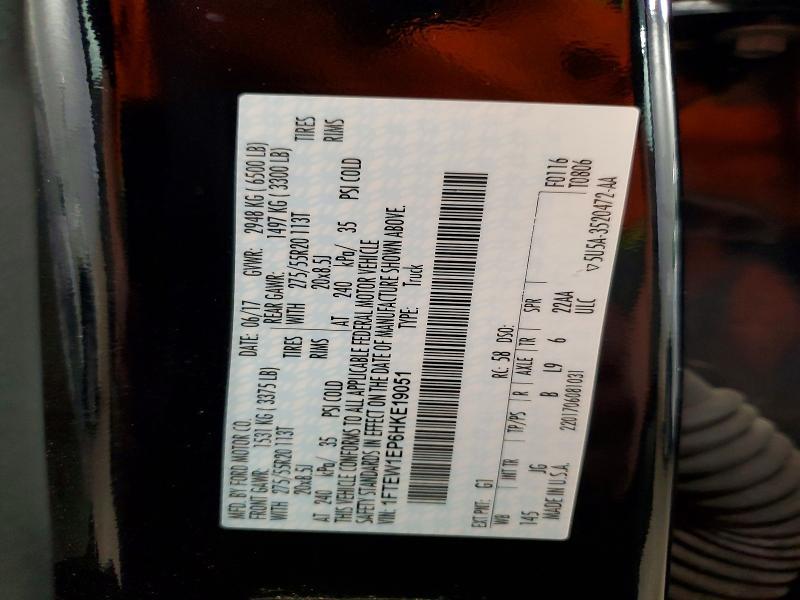 MFD. BY FORD MOTOR CO.
DATE: 06/17 GVWR: 2948 KG ( 6500 LB)
FRONT GAWR: 1531 KG ( 3375 LB) REAR GAWR: 1497 KG ( 3300 LB)
WITH 275/55R20 113T TIRES WITH 275/55R20 113T TIRES
20x8.5J RIMS 20x8.5J RIMS
AT 240 kPa/ 35 PSI COLD AT 240 kPa/ 35 PSI COLD
THIS VEHICLE CONFORMS TO ALL APPLICABLE FEDERAL MOTOR VEHICLE
SAFETY STANDARDS IN EFFECT ON THE DATE OF MANUFACTURE SHOWN ABOVE.
VIN: 1FTEW1EP6HKE19051 TYPE: Truck
EXT PNT: G1 RC: 58 DSO: F0116
WB INT TR TP/PS R AXLE TR SPR T0806
145 JG B L9 6 22AA
MADE IN U.S.A. 2201706081031 ULC
▽ 5U5A-3520472-AA